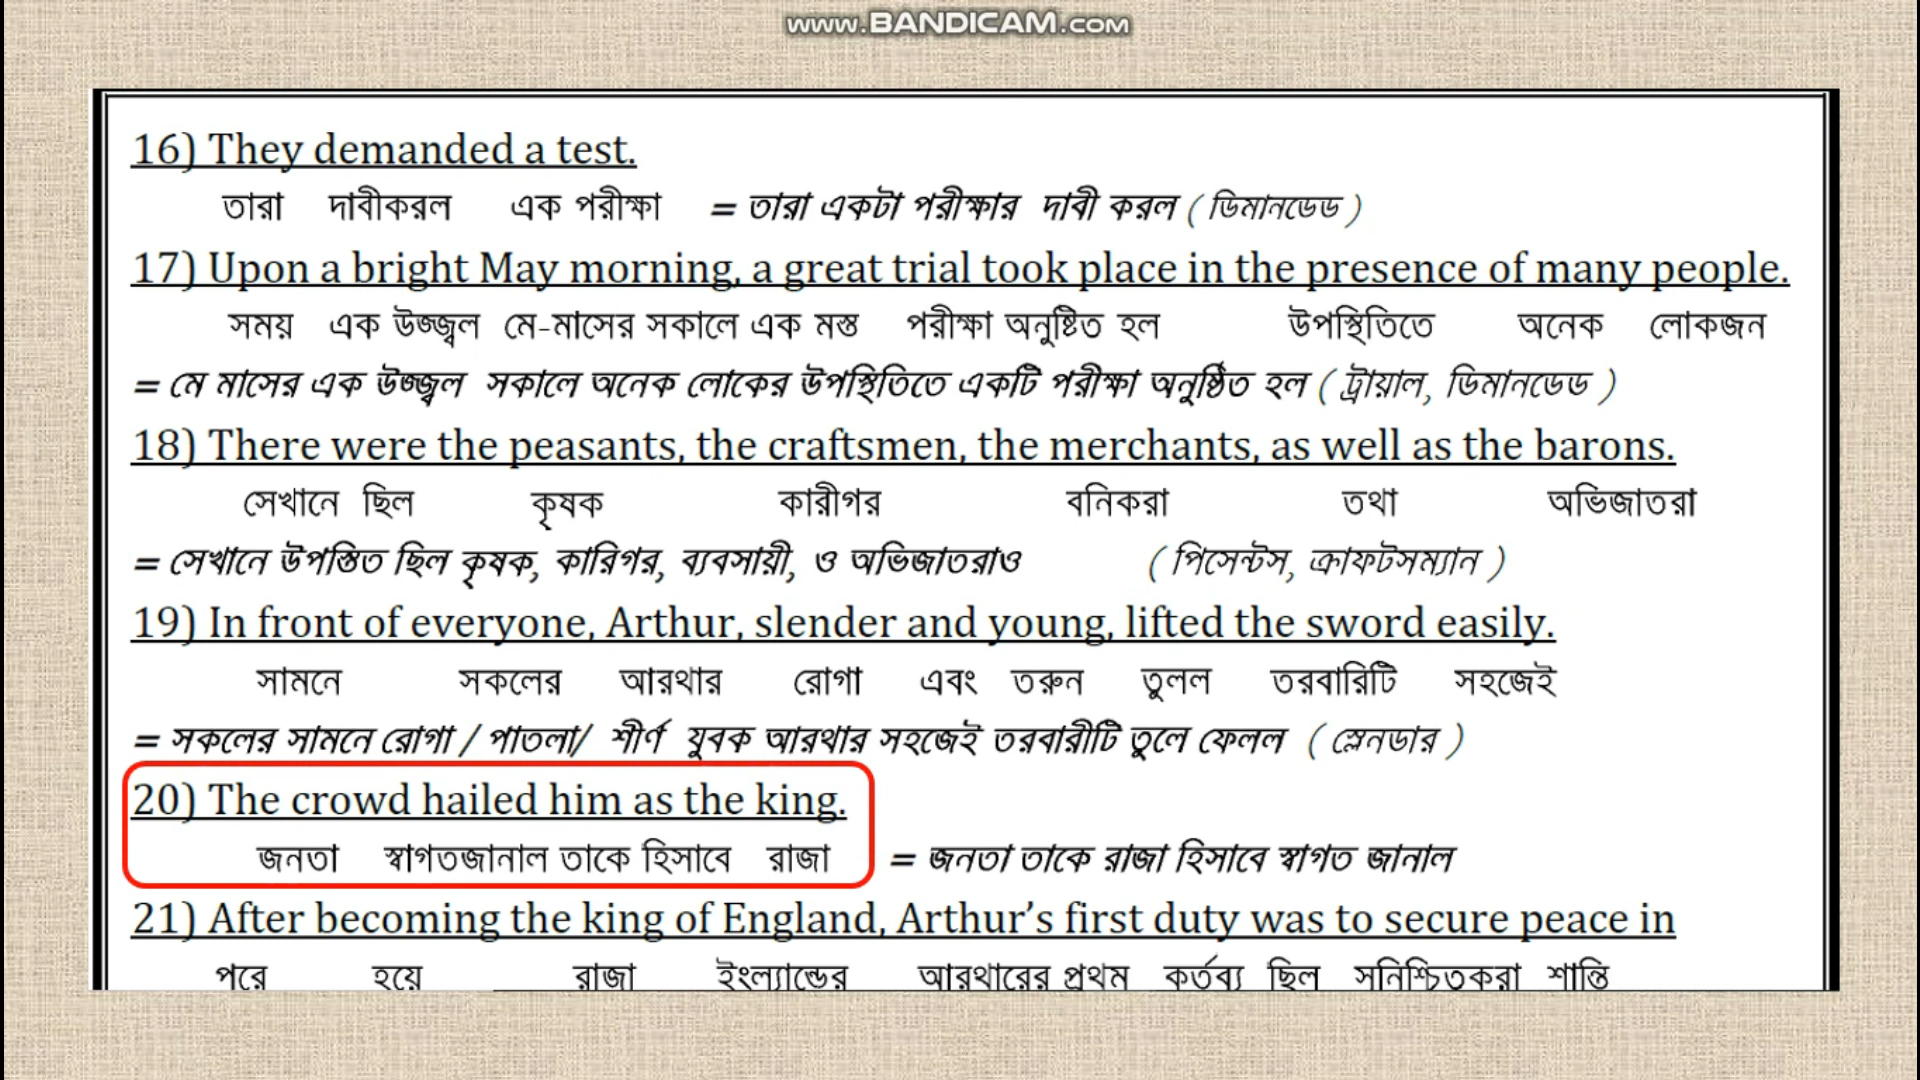 www.BANDICAM.com
16) They demanded a test.
তারা দাবীকরল এক পরীক্ষা = তারা একটা পরীক্ষার দাবী করল ( ডিমানডেড )
17) Upon a bright May morning, a great trial took place in the presence of many people.
সময় এক উজ্জ্বল মে-মাসের সকালে এক মস্ত পরীক্ষা অনুষ্টিত হল উপস্থিতিতে অনেক লোকজন
= মে মাসের এক উজ্জ্বল সকালে অনেক লোকের উপস্থিতিতে একটি পরীক্ষা অনুষ্ঠিত হল ( ট্রায়াল, ডিমানডেড )
18) There were the peasants, the craftsmen, the merchants, as well as the barons.
সেখানে ছিল কৃষক কারীগর বনিকরা তথা অভিজাতরা
= সেখানে উপস্তিত ছিল কৃষক, কারিগর, ব্যবসায়ী, ও অভিজাতরাও ( পিসেন্টস, ক্রাফটসম্যান )
19) In front of everyone, Arthur, slender and young, lifted the sword easily.
সামনে সকলের আরথার রোগা এবং তরুন তুলল তরবারিটি সহজেই
= সকলের সামনে রোগা / পাতলা/ শীর্ণ যুবক আরথার সহজেই তরবারীটি তুলে ফেলল ( স্লেনডার )
20) The crowd hailed him as the king.
জনতা স্বাগতজানাল তাকে হিসাবে রাজা = জনতা তাকে রাজা হিসাবে স্বাগত জানাল
21) After becoming the king of England, Arthur’s first duty was to secure peace in
পরে হয়ে রাজা ইংল্যান্ডের আরথারের প্রথম কর্তব্য ছিল সনিশ্চিতকরা শান্তি